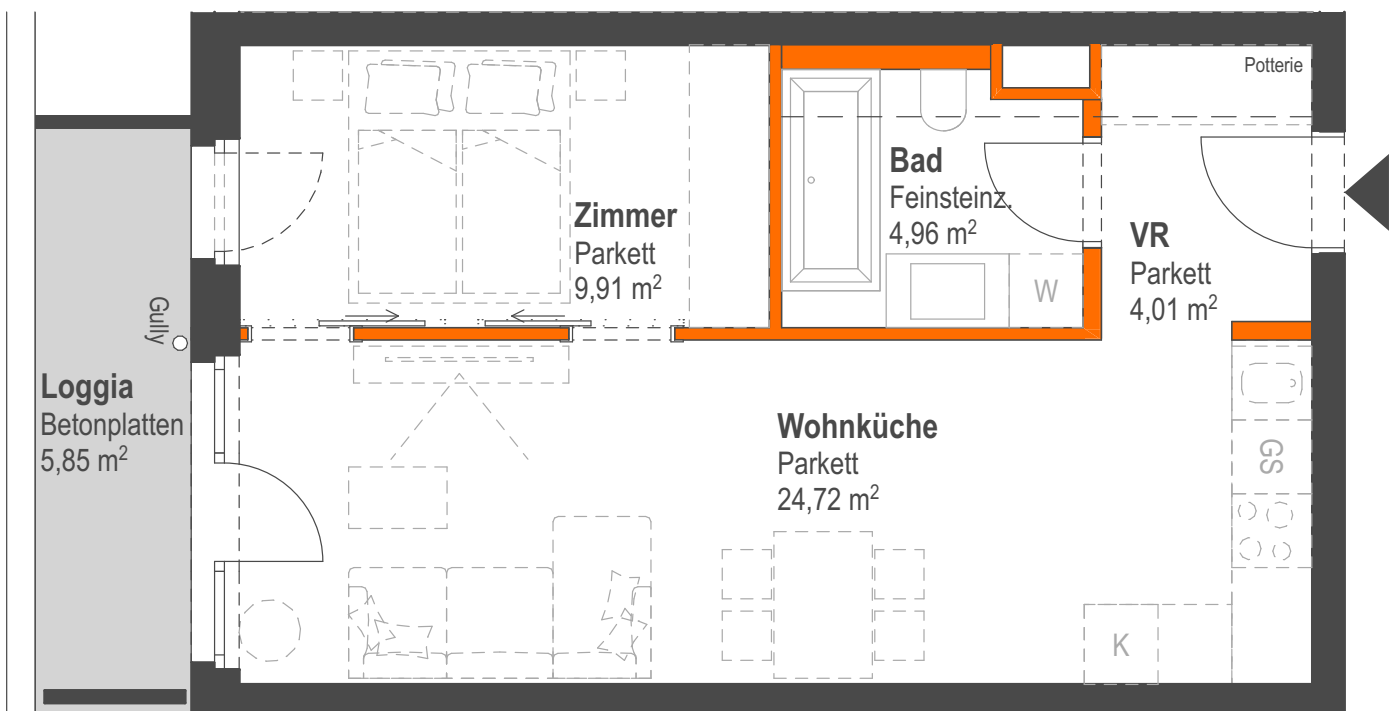 Potterie
Bad
Feinsteinz.
4,96 m²
Zimmer
Parkett
9,91 m²
VR
Parkett
4,01 m²
W
Gully
Loggia
Betonplatten
5,85 m²
Wohnküche
Parkett
24,72 m²
GS
K